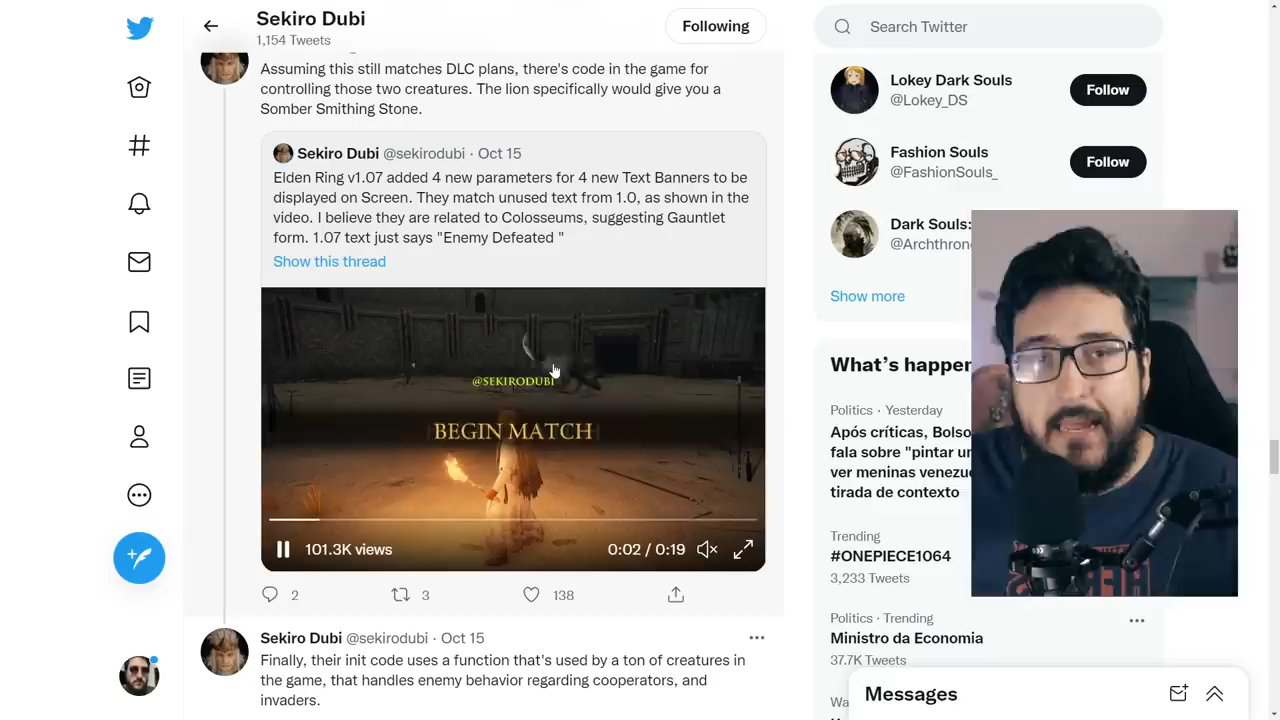 Sekiro Dubi
1,154 Tweets
Following
Search Twitter
Assuming this still matches DLC plans, there's code in the game for
controlling those two creatures. The lion specifically would give you a
Somber Smithing Stone.
Sekiro Dubi @sekirodubi · Oct 15
Elden Ring v1.07 added 4 new parameters for 4 new Text Banners to be
displayed on Screen. They match unused text from 1.0, as shown in the
video. I believe they are related to Colosseums, suggesting Gauntlet
form. 1.07 text just says "Enemy Defeated "
Show this thread
@SEKIRODUBI
BEGIN MATCH
101.3K views
0:02 / 0:19
2
3
138
Sekiro Dubi @sekirodubi · Oct 15
Finally, their init code uses a function that's used by a ton of creatures in
the game, that handles enemy behavior regarding cooperators, and
invaders.
Lokey Dark Souls
@Lokey_DS
Follow
Fashion Souls
@FashionSouls_
Follow
Dark Souls:
@Archthron
Show more
What's happen
Politics · Yesterday
Após críticas, Bolso
fala sobre "pintar ur
ver meninas venezue
tirada de contexto
Trending
#ONEPIECE1064
3,233 Tweets
Politics · Trending
Ministro da Economia
37.7K Tweets
Messages